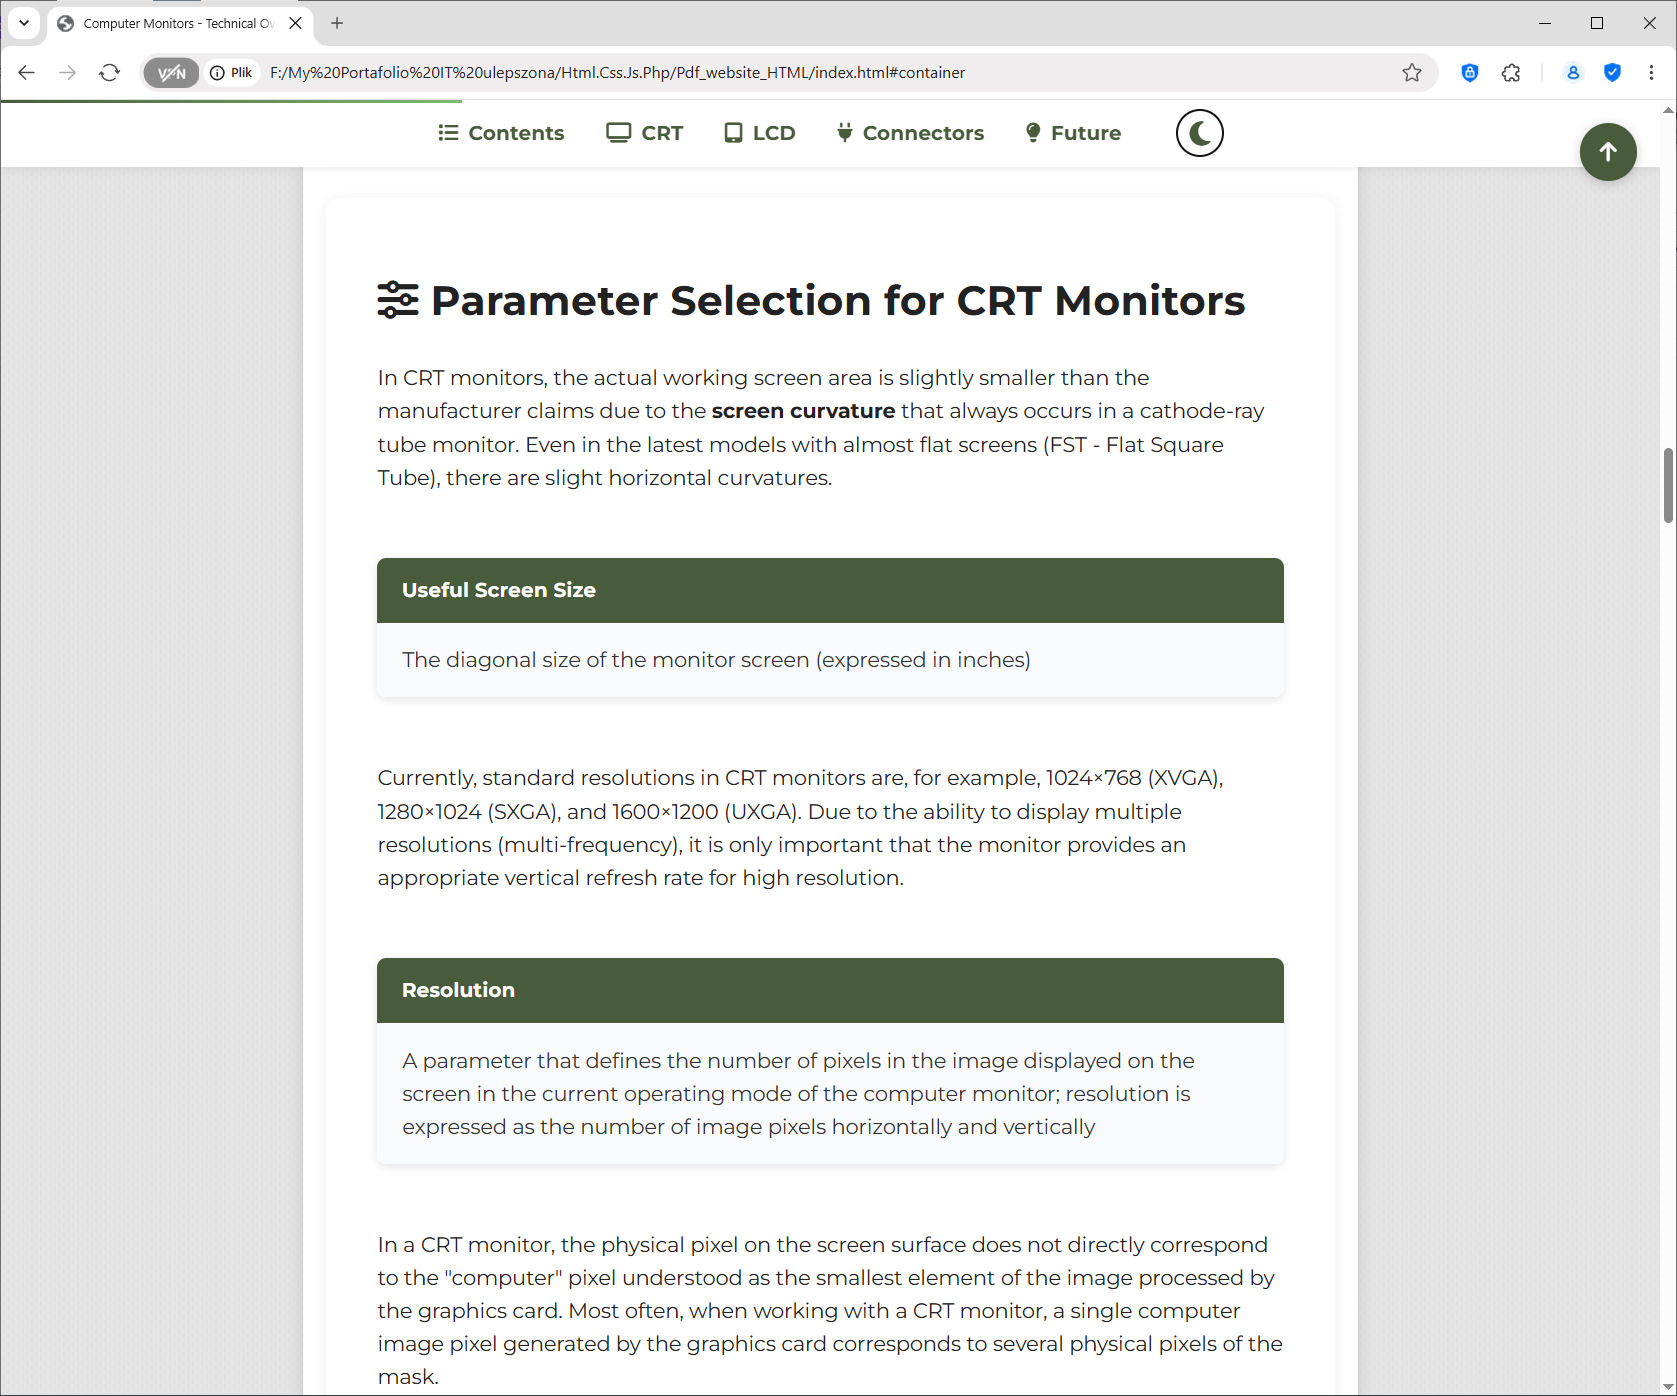 Computer Monitors - Technical Ov
VPN
Plik
F:/My%20Portafolio%20IT%20ulepszona/Html.Css.Js.Php/Pdf_website_HTML/index.html#container
Contents
CRT
LCD
Connectors
Future
Parameter Selection for CRT Monitors
In CRT monitors, the actual working screen area is slightly smaller than the
manufacturer claims due to the screen curvature that always occurs in a cathode-ray
tube monitor. Even in the latest models with almost flat screens (FST - Flat Square
Tube), there are slight horizontal curvatures.
Useful Screen Size
The diagonal size of the monitor screen (expressed in inches)
Currently, standard resolutions in CRT monitors are, for example, 1024×768 (XVGA),
1280×1024 (SXGA), and 1600×1200 (UXGA). Due to the ability to display multiple
resolutions (multi-frequency), it is only important that the monitor provides an
appropriate vertical refresh rate for high resolution.
Resolution
A parameter that defines the number of pixels in the image displayed on the
screen in the current operating mode of the computer monitor; resolution is
expressed as the number of image pixels horizontally and vertically
In a CRT monitor, the physical pixel on the screen surface does not directly correspond
to the "computer" pixel understood as the smallest element of the image processed by
the graphics card. Most often, when working with a CRT monitor, a single computer
image pixel generated by the graphics card corresponds to several physical pixels of the
mask.